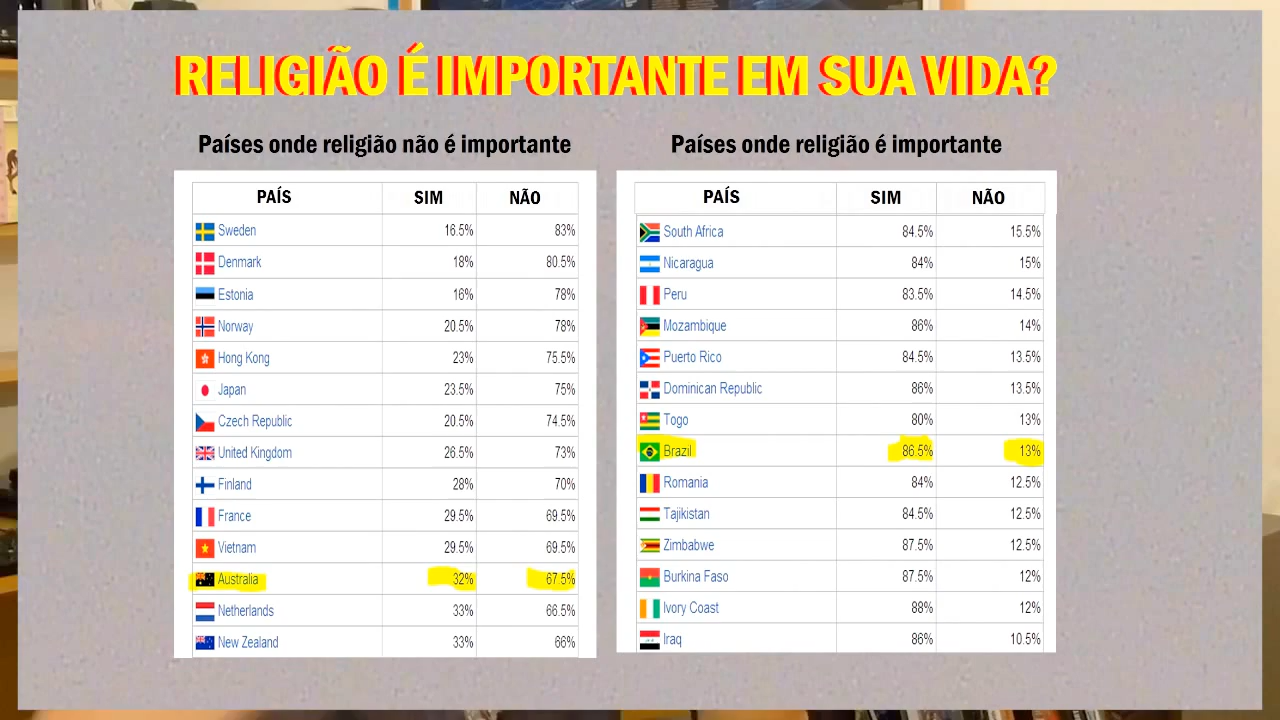 RELIGIÃO É IMPORTANTE EM SUA VIDA?
Países onde religião não é importante
PAÍS SIM NÃO
Sweden 16.5% 83%
Denmark 18% 80.5%
Estonia 16% 78%
Norway 20.5% 78%
Hong Kong 23% 75.5%
Japan 23.5% 75%
Czech Republic 20.5% 74.5%
United Kingdom 26.5% 73%
Finland 28% 70%
France 29.5% 69.5%
Vietnam 29.5% 69.5%
Australia 32% 67.5%
Netherlands 33% 66.5%
New Zealand 33% 66%
Países onde religião é importante
PAÍS SIM NÃO
South Africa 84.5% 15.5%
Nicaragua 84% 15%
Peru 83.5% 14.5%
Mozambique 86% 14%
Puerto Rico 84.5% 13.5%
Dominican Republic 86% 13.5%
Togo 80% 13%
Brazil 86.5% 13%
Romania 84% 12.5%
Tajikistan 84.5% 12.5%
Zimbabwe 87.5% 12.5%
Burkina Faso 87.5% 12%
Ivory Coast 88% 12%
Iraq 86% 10.5%